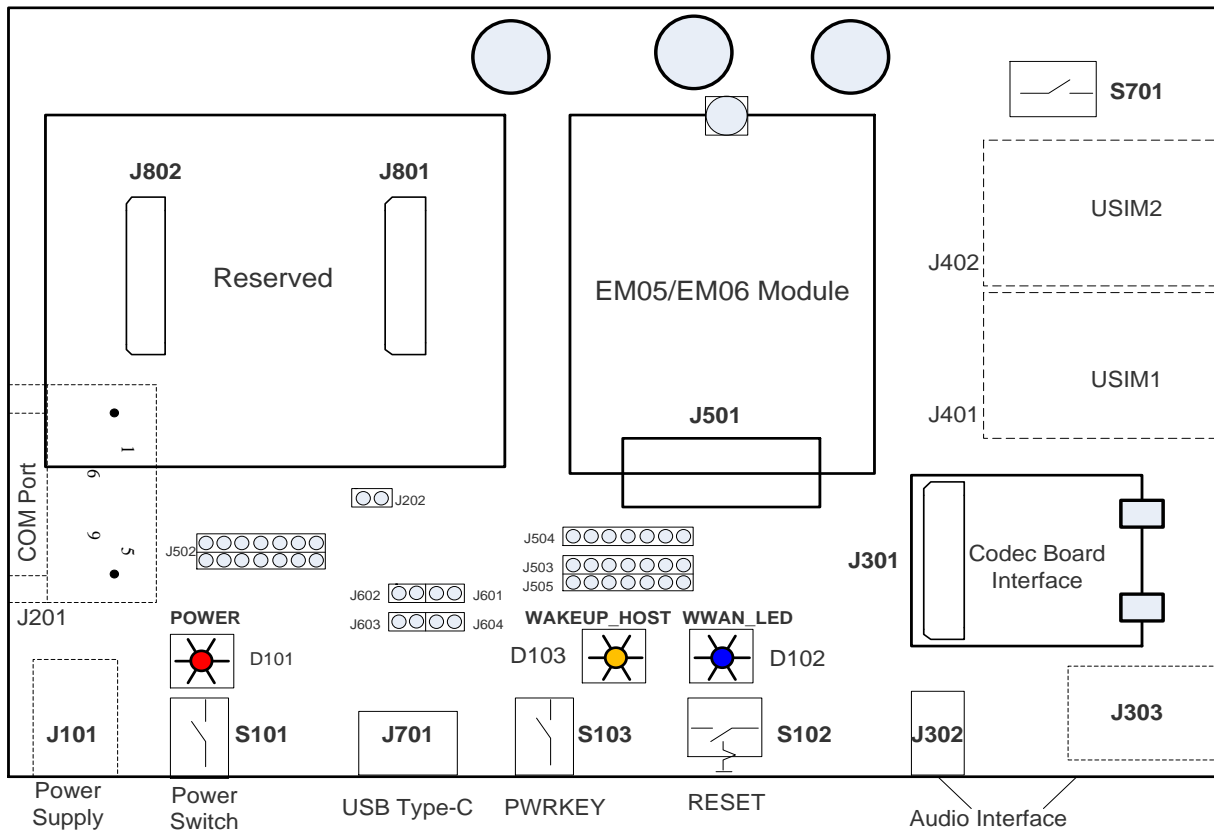 S701
J802
J801
USIM2
Reserved
EM05/EM06 Module
J402
USIM1
J401
J501
1
6
COM Port
J202
9
5
J504
J502
J503
J505
J301
Codec Board
Interface
J602
J601
J201
POWER
J603
J604
WAKEUP_HOST
WWAN_LED
D101
D103
D102
J101
S101
J701
S103
S102
J302
J303
Power
Supply
Power
Switch
USB Type-C
PWRKEY
RESET
Audio Interface